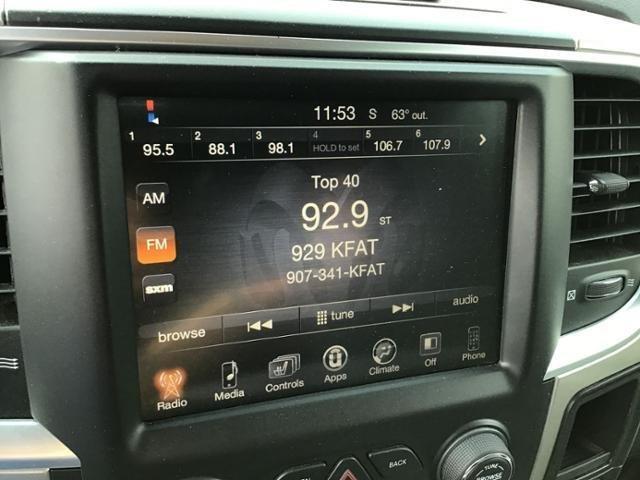 11:53 S 63° out.
1 2 3 4 5 6
95.5 88.1 98.1 HOLD to set 106.7 107.9 >
Top 40
AM
92.9 ST
FM
929 KFAT
907-341-KFAT
sxm
browse tune audio
Radio Media Controls Apps Climate Off Phone
BACK
TUNE
BROWSE